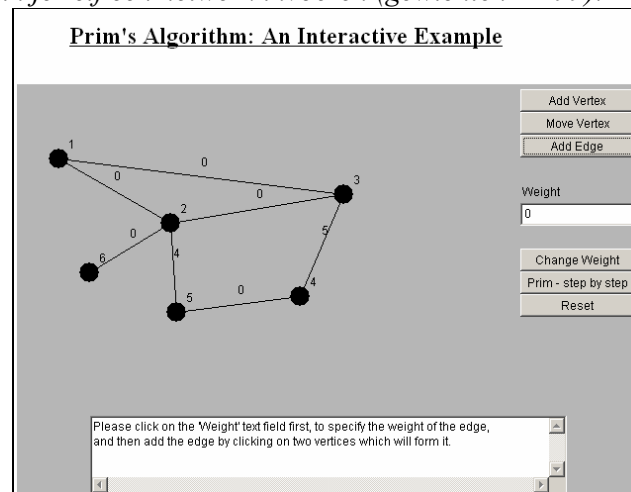 Prim's Algorithm: An Interactive Example
Add Vertex
Move Vertex
Add Edge
1
0
3
0
0
Weight
2
0
0
5
6
4
Change Weight
4
Prim - step by step
5
0
Reset
Please click on the 'Weight' text field first, to specify the weight of the edge,
and then add the edge by clicking on two vertices which will form it.